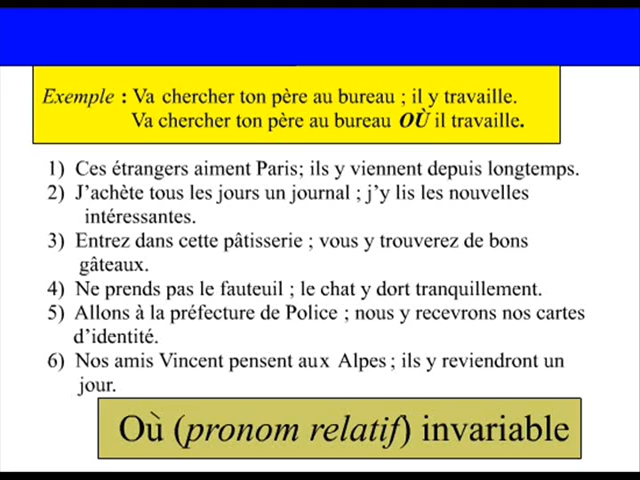 Exemple : Va chercher ton père au bureau ; il y travaille.
Va chercher ton père au bureau OÙ il travaille.
1) Ces étrangers aiment Paris; ils y viennent depuis longtemps.
2) J'achète tous les jours un journal ; j'y lis les nouvelles
intéressantes.
3) Entrez dans cette pâtisserie ; vous y trouverez de bons
gâteaux.
4) Ne prends pas le fauteuil ; le chat y dort tranquillement.
5) Allons à la préfecture de Police ; nous y recevrons nos cartes
d'identité.
6) Nos amis Vincent pensent aux Alpes ; ils y reviendront un
jour.
Où (pronom relatif) invariable